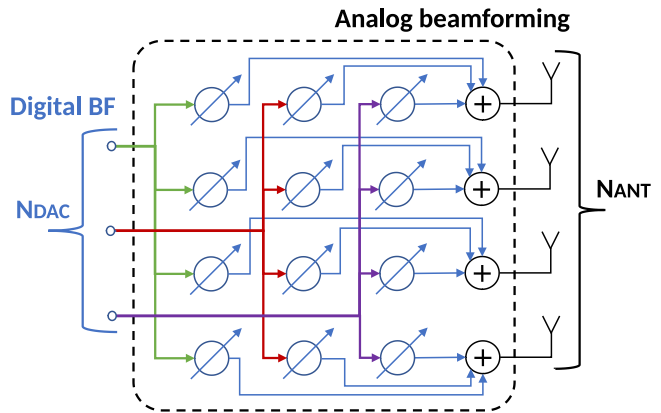 Analog beamforming
Digital BF
NDAC
NANT
+
+
+
+